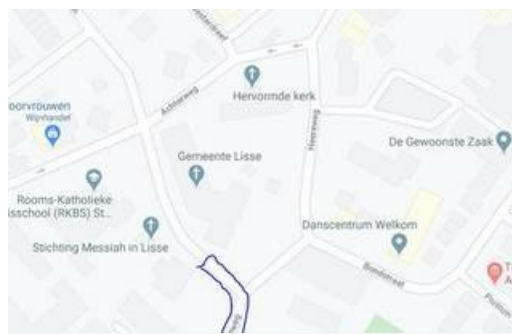 Hervormde kerk
Achterweg
oorvrouwen
Wijnhandel
Heereweg
De Gewoonste Zaak
Gemeente Lisse
Rooms-Katholieke
isschool (RKBS) St...
Stichting Messiah in Lisse
Danscentrum Welkom